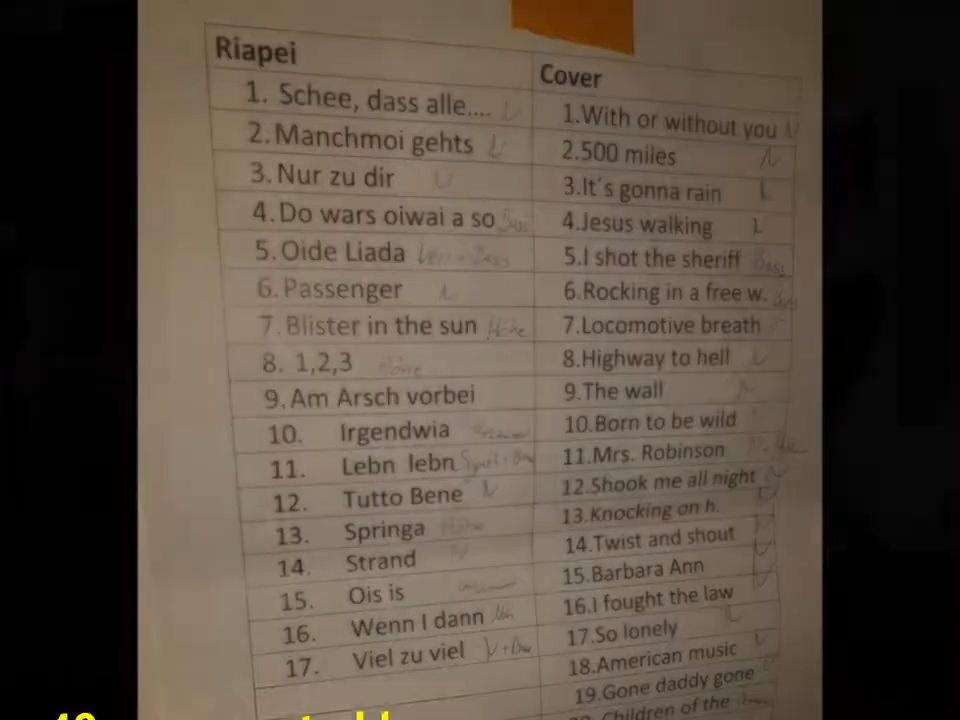 Riapei
1. Schee, dass alle....
2. Manchmoi gehts
3. Nur zu dir
4. Do wars oiwai a so Bass
5. Oide Liada
6. Passenger
7. Blister in the sun Höhe
8. 1,2,3
9. Am Arsch vorbei
10. Irgendwia
11. Lebn lebn
12. Tutto Bene
13. Springa
14. Strand
15. Ois is
16. Wenn I dann
17. Viel zu viel
Cover
1.With or without you
2.500 miles
3.It´s gonna rain
4.Jesus walking
5.I shot the sheriff Bass
6.Rocking in a free w.
7.Locomotive breath
8.Highway to hell
9.The wall
10.Born to be wild
11.Mrs. Robinson
12.Shook me all night
13.Knocking on h.
14.Twist and shout
15.Barbara Ann
16.I fought the law
17.So lonely
18.American music
19.Gone daddy gone
Children of the